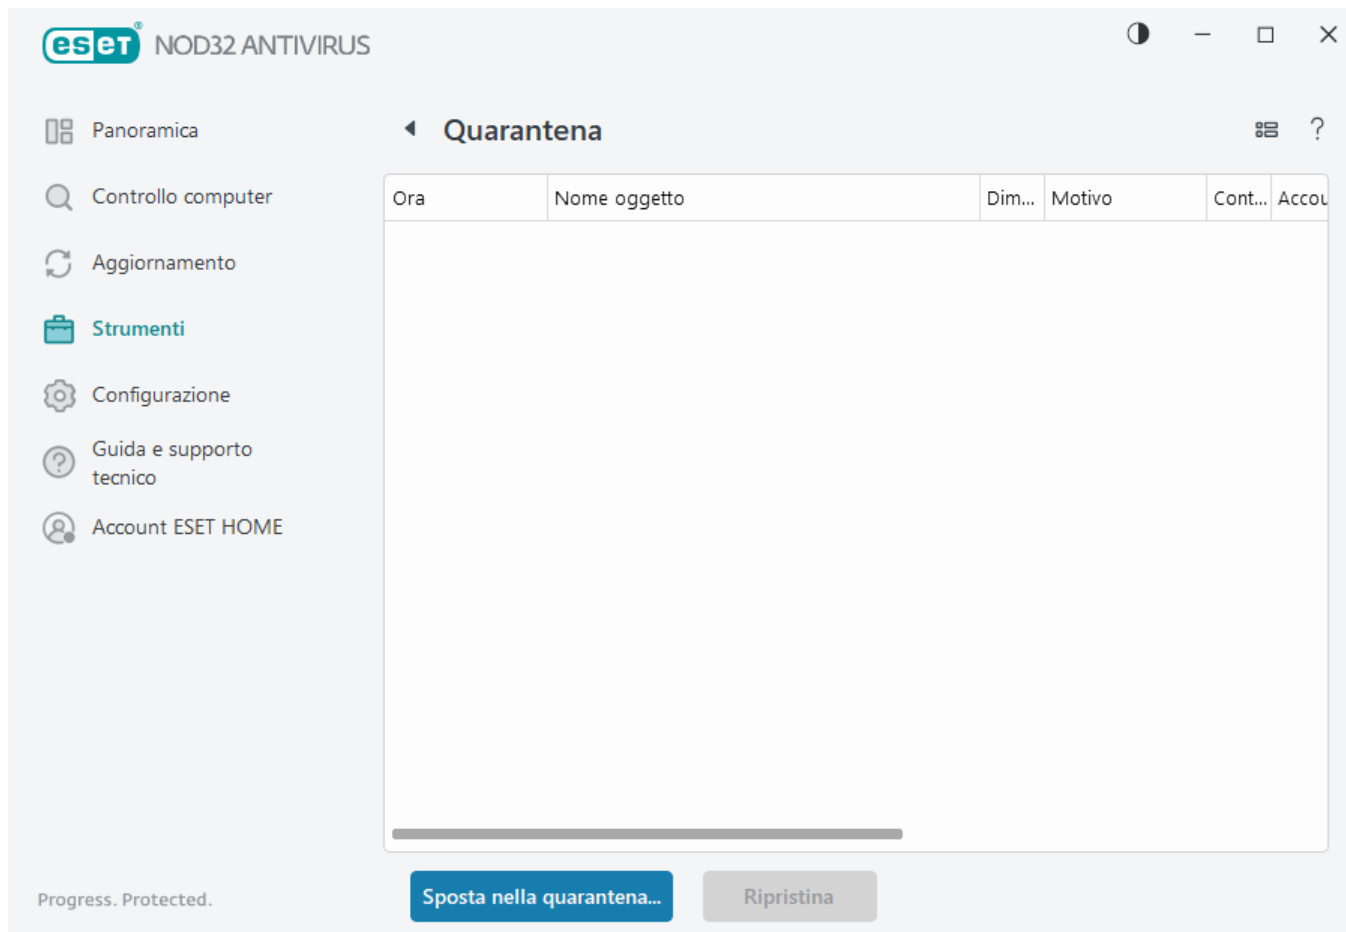 eset® NOD32 ANTIVIRUS
Panoramica
Controllo computer
Aggiornamento
Strumenti
Configurazione
Guida e supporto
tecnico
Account ESET HOME
Progress. Protected.
Quarantena
?
Ora Nome oggetto Dim... Motivo Cont... Accou
Sposta nella quarantena... Ripristina